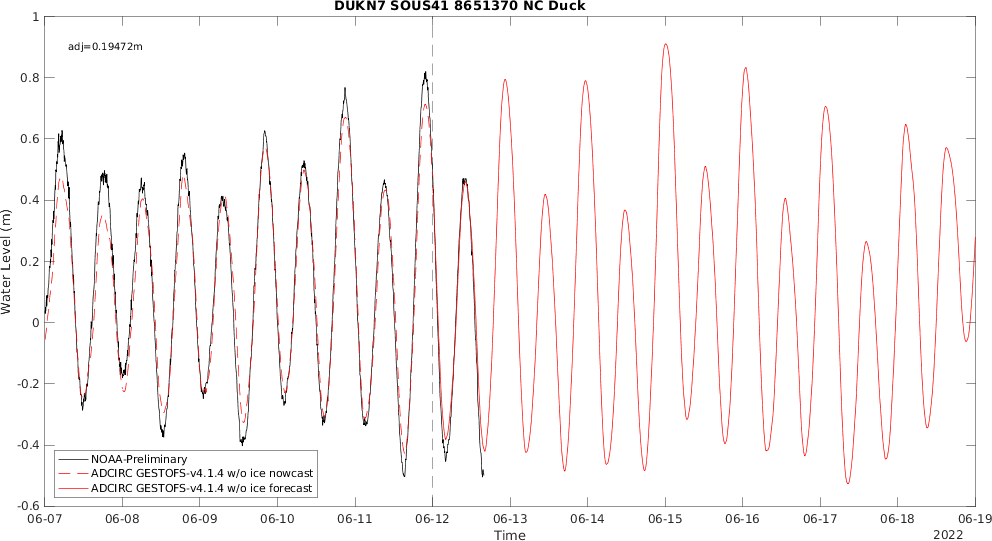 DUKN7 SOUS41 8651370 NC Duck
adj=0.19472m
Water Level (m)
1
0.8
0.6
0.4
0.2
0
-0.2
-0.4
-0.6
NOAA-Preliminary
ADCIRC GESTOFS-v4.1.4 w/o ice nowcast
ADCIRC GESTOFS-v4.1.4 w/o ice forecast
06-07 06-08 06-09 06-10 06-11 06-12 06-13 06-14 06-15 06-16 06-17 06-18 06-19
Time
2022